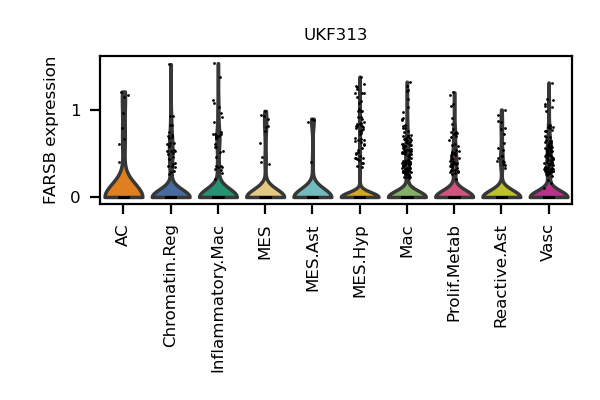 UKF313
FARSB expression
1
0
AC
Chromatin.Reg
Inflammatory.Mac
MES
MES.Ast
MES.Hyp
Mac
Prolif.Metab
Reactive.Ast
Vasc